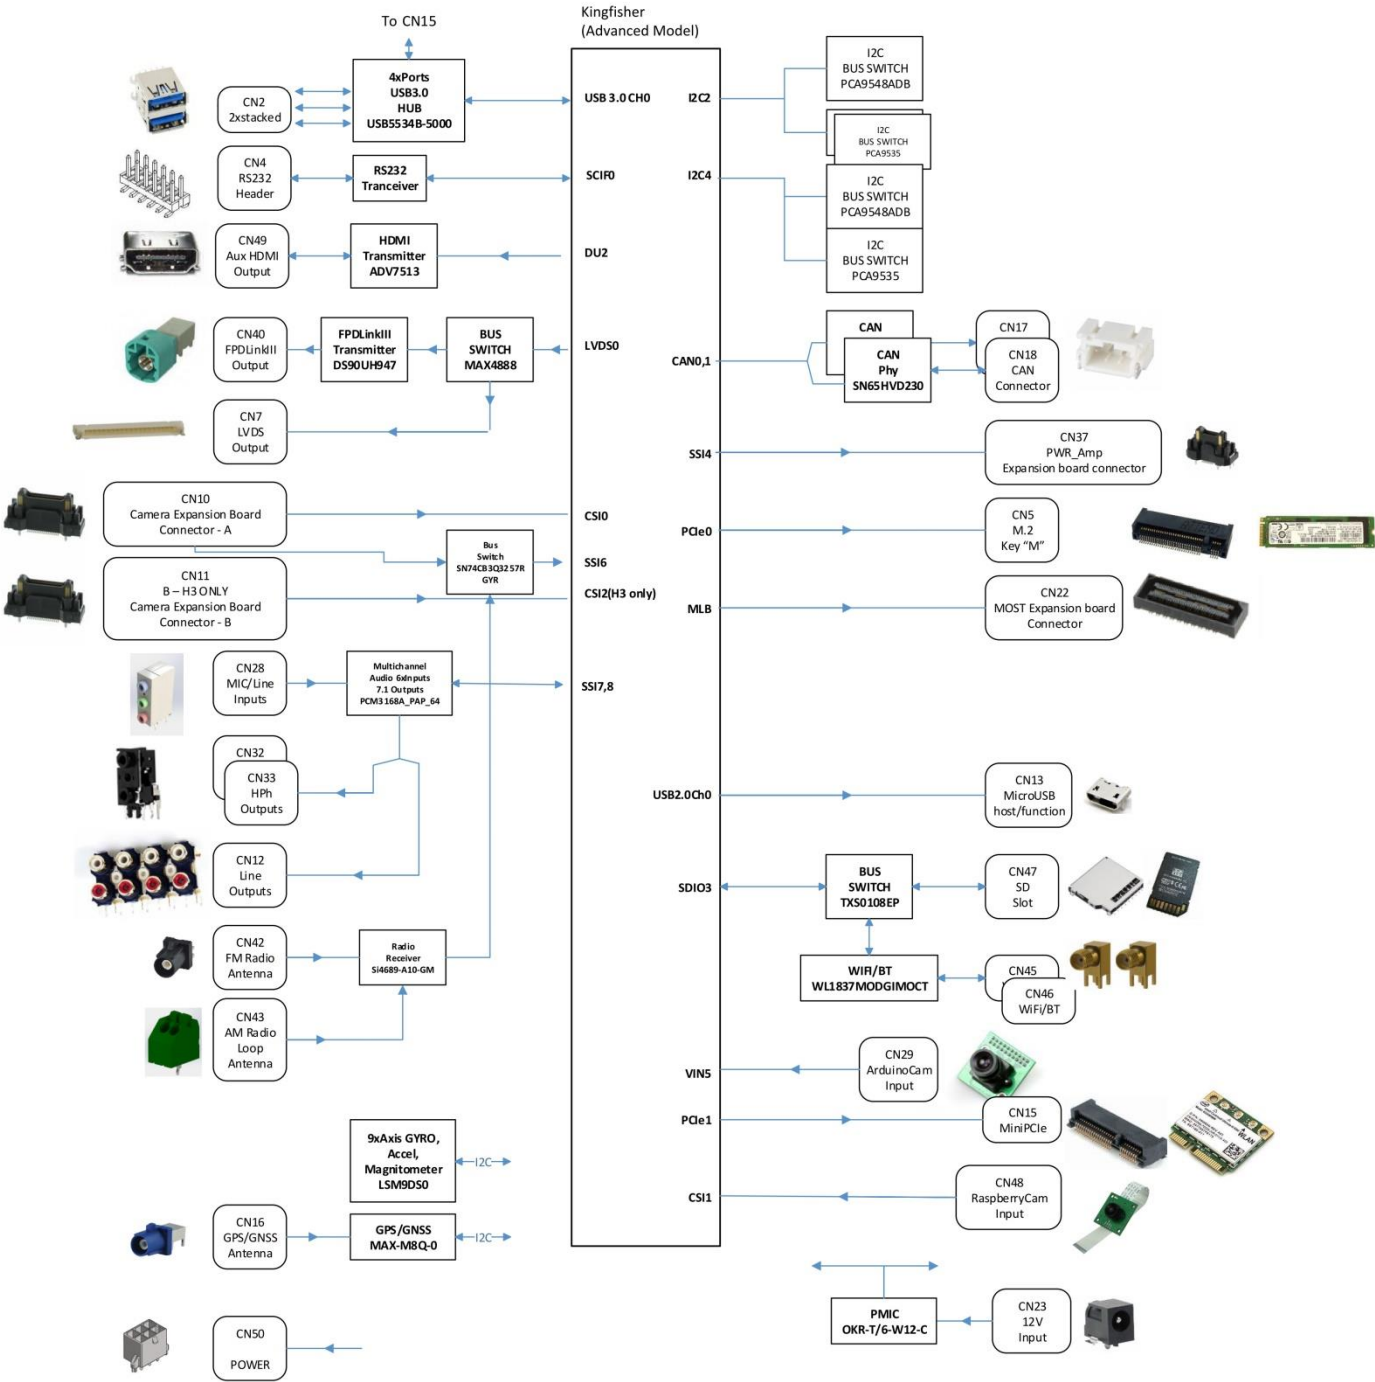 To CN15
Kingfisher
(Advanced Model)
CN2
2xstacked
4xPorts
USB3.0
HUB
USB5534B-5000
USB 3.0 CH0
I2C2
I2C
BUS SWITCH
PCA9548ADB
I2C
BUS SWITCH
PCA9535
CN4
RS232
Header
RS232
Tranceiver
SCIF0
I2C4
I2C
BUS SWITCH
PCA9548ADB
I2C
BUS SWITCH
PCA9535
CN49
Aux HDMI
Output
HDMI
Transmitter
ADV7513
DU2
CN40
FPDLinkIII
Output
FPDLinkIII
Transmitter
DS90UH947
BUS
SWITCH
MAX4888
LVDS0
CAN0,1
CAN
CAN
Phy
SN65HVD230
CN17
CN18
CAN
Connector
CN7
LVDS
Output
SSI4
CN37
PWR_Amp
Expansion board connector
CN10
Camera Expansion Board
Connector - A
CSI0
PCIe0
CN5
M.2
Key “M”
Bus
Switch
SN74CB3Q3257R
GYR
SSI6
CN11
B – H3 ONLY
Camera Expansion Board
Connector - B
CSI2(H3 only)
MLB
CN22
MOST Expansion board
Connector
CN28
MIC/Line
Inputs
Multichannel
Audio 6xInputs
7.1 Outputs
PCM3168A_PAP_64
SSI7,8
CN32
CN33
HPh
Outputs
USB2.0Ch0
CN13
MicroUSB
host/function
CN12
Line
Outputs
SDIO3
BUS
SWITCH
TXS0108EP
CN47
SD
Slot
CN42
FM Radio
Antenna
Radio
Receiver
Si4689-A10-GM
WIFI/BT
WL1837MODGIMOCT
CN45
CN46
WiFi/BT
CN43
AM Radio
Loop
Antenna
VIN5
CN29
ArduinoCam
Input
PCIe1
CN15
MiniPCIe
WLAN
9xAxis GYRO,
Accel,
Magnitometer
LSM9DS0
I2C
CSI1
CN48
RaspberryCam
Input
CN16
GPS/GNSS
Antenna
GPS/GNSS
MAX-M8Q-0
I2C
PMIC
OKR-T/6-W12-C
CN23
12V
Input
CN50
POWER